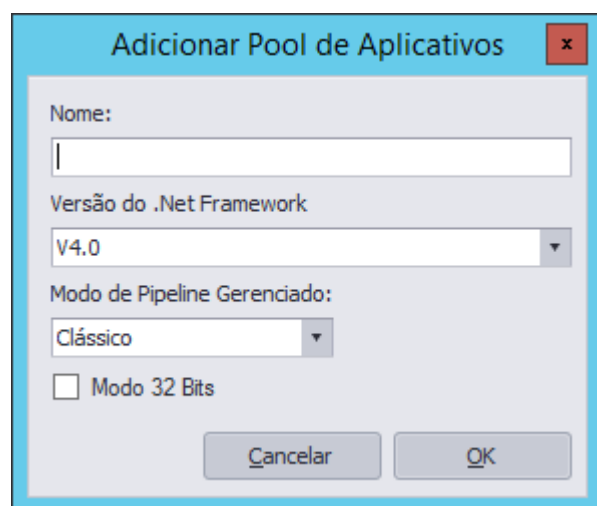 Adicionar Pool de Aplicativos
x
Nome:
Versão do .Net Framework
V4.0
Modo de Pipeline Gerenciado:
Clássico
Modo 32 Bits
Cancelar OK